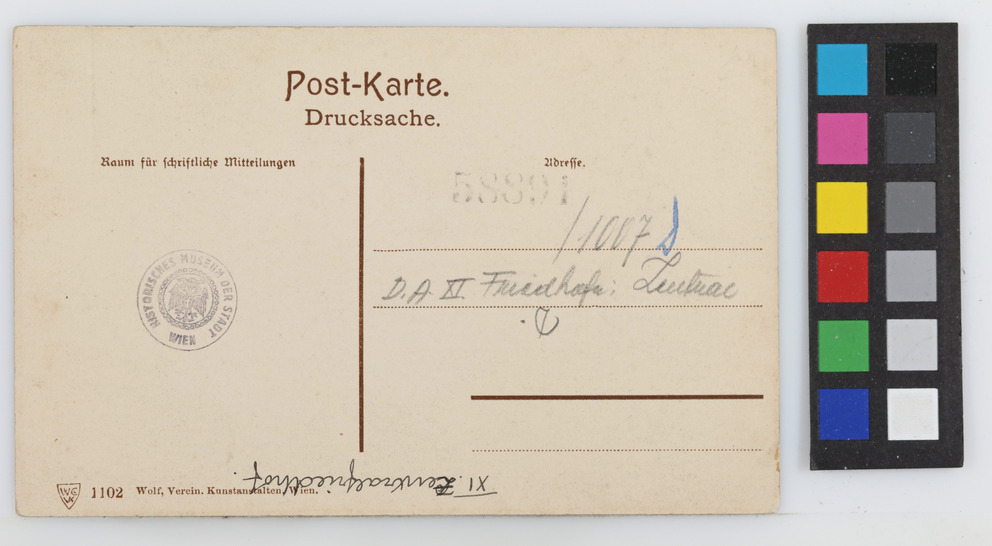 Post-Karte.
Drucksache.
Raum für schriftliche Mitteilungen
Adresse.
58891
/1007
D.A XI Friedhöfe: Zentral
HISTORISCHES MUSEUM DER STADT WIEN
XI. Zentralfriedhof.
1102 Wolf, Verein. Kunstanstalten, Wien.